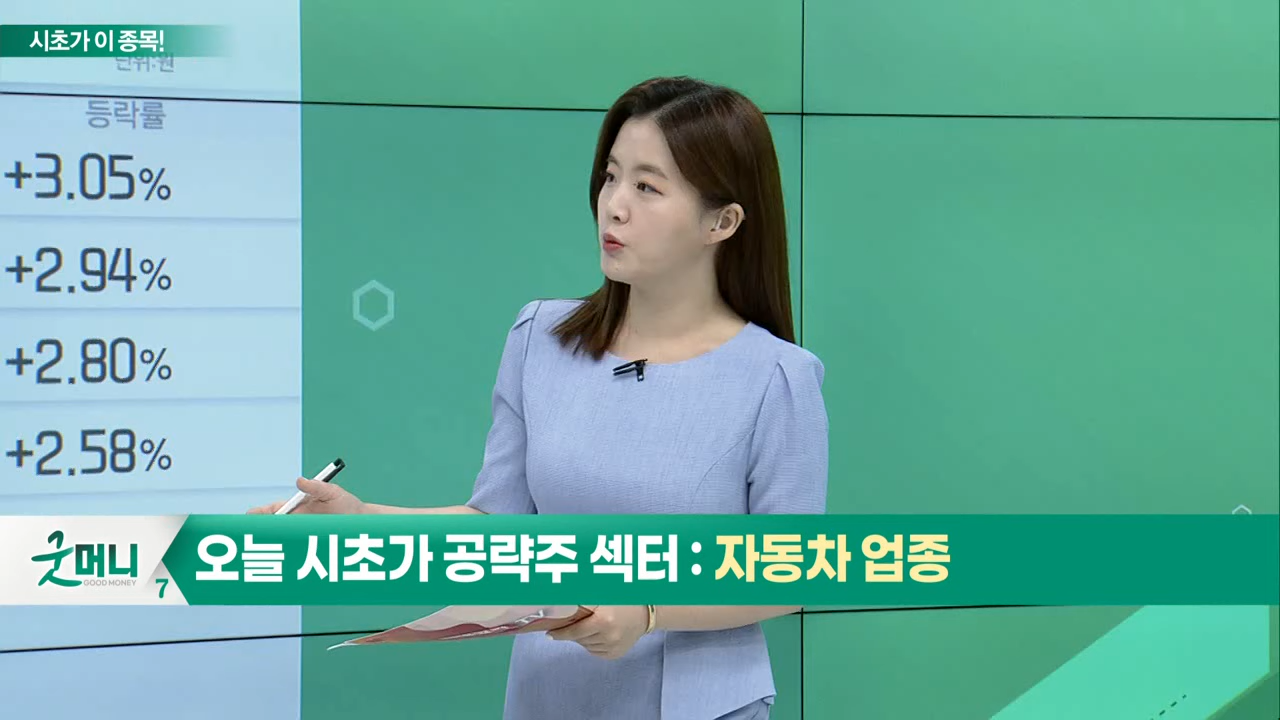 시초가 이 종목!
단위:원
등락률
+3.05%
+2.94%
+2.80%
+2.58%
굿머니
GOOD MONEY
7
오늘 시초가 공략주 섹터 : 자동차 업종